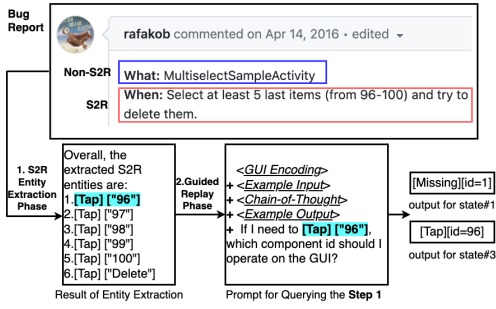 Bug
Report
rafakob commented on Apr 14, 2016 • edited
Non-S2R
What: MultiselectSampleActivity
S2R
When: Select at least 5 last items (from 96-100) and try to
delete them.
1. S2R
Entity
Extraction
Phase
Overall, the
extracted S2R
entities are:
1.[Tap] ["96"]
2.[Tap] ["97"]
3.[Tap] ["98"]
4.[Tap] ["99"]
5.[Tap] ["100"]
6.[Tap] ["Delete"]
Result of Entity Extraction
2.Guided
Replay
Phase
<GUI Encoding>
+ <Example Input>
+ <Chain-of-Thought>
+ <Example Output>
+ If I need to [Tap] ["96"],
which component id should I
operate on the GUI?
Prompt for Querying the Step 1
[Missing][id=1]
output for state#1
[Tap][id=96]
output for state#3